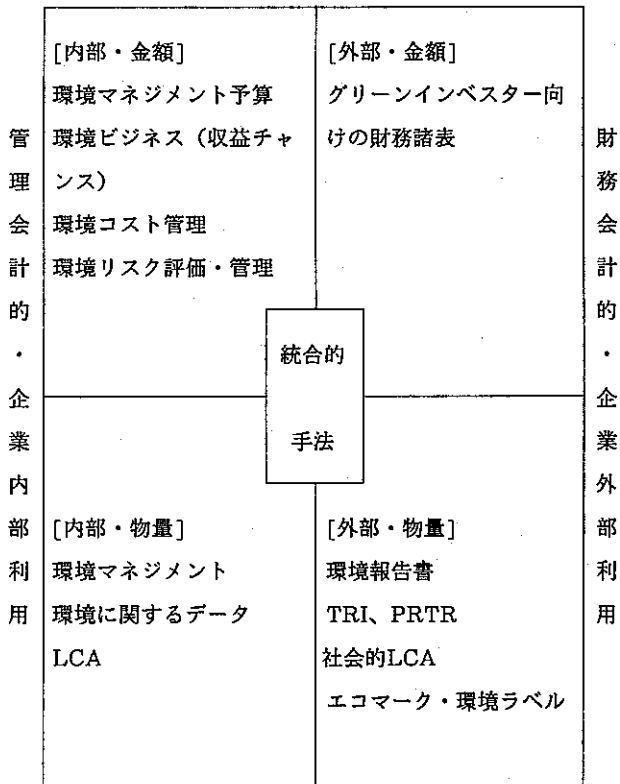 管理会計的・企業内部利用
[内部・金額]
環境マネジメント予算
環境ビジネス（収益チャ
ンス）
環境コスト管理
環境リスク評価・管理
[外部・金額]
グリーンインベスター向
けの財務諸表
財務会計的・企業外部利用
統合的
手法
[内部・物量]
環境マネジメント
環境に関するデータ
LCA
[外部・物量]
環境報告書
TRI、PRTR
社会的LCA
エコマーク・環境ラベル